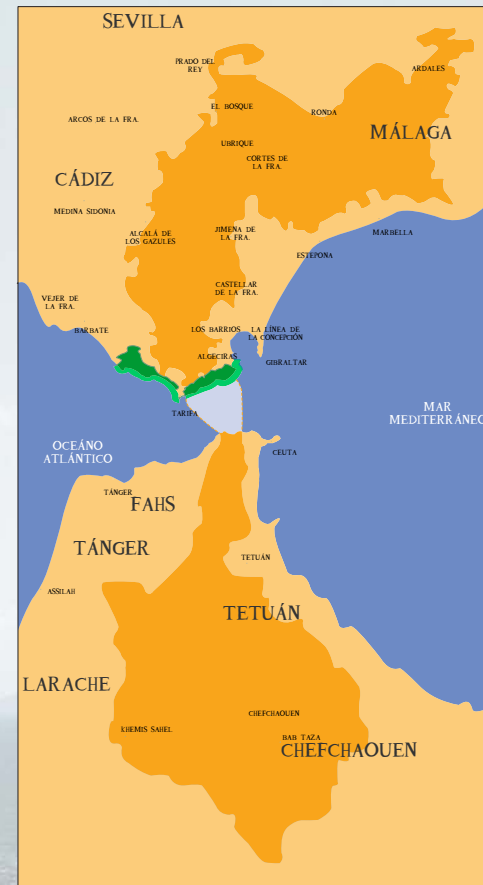 SEVILLA
PRADO DEL
REY
ARDALES
EL BOSQUE
RONDA
ARCOS DE LA FRA.
MÁLAGA
UBRIQUE
CORTES DE
LA FRA.
CÁDIZ
MEDINA SIDONIA
ALCALÁ DE
LOS GAZULES
JIMENA DE
LA FRA.
MARBELLA
ESTEPONA
CASTELLAR
DE LA FRA.
VEJER DE
LA FRA.
BARBATE
LOS BARRIOS
LA LÍNEA DE
LA CONCEPCIÓN
ALGECIRAS
GIBRALTAR
TARIFA
MAR
MEDITERRÁNEO
OCEÁNO
ATLÁNTICO
CEUTA
TÁNGER
FAHS
TÁNGER
TETUÁN
ASSILAH
TETUÁN
LARACHE
CHEFCHAOUEN
KHEMIS SAHEL
BAB TAZA
CHEFCHAOUEN